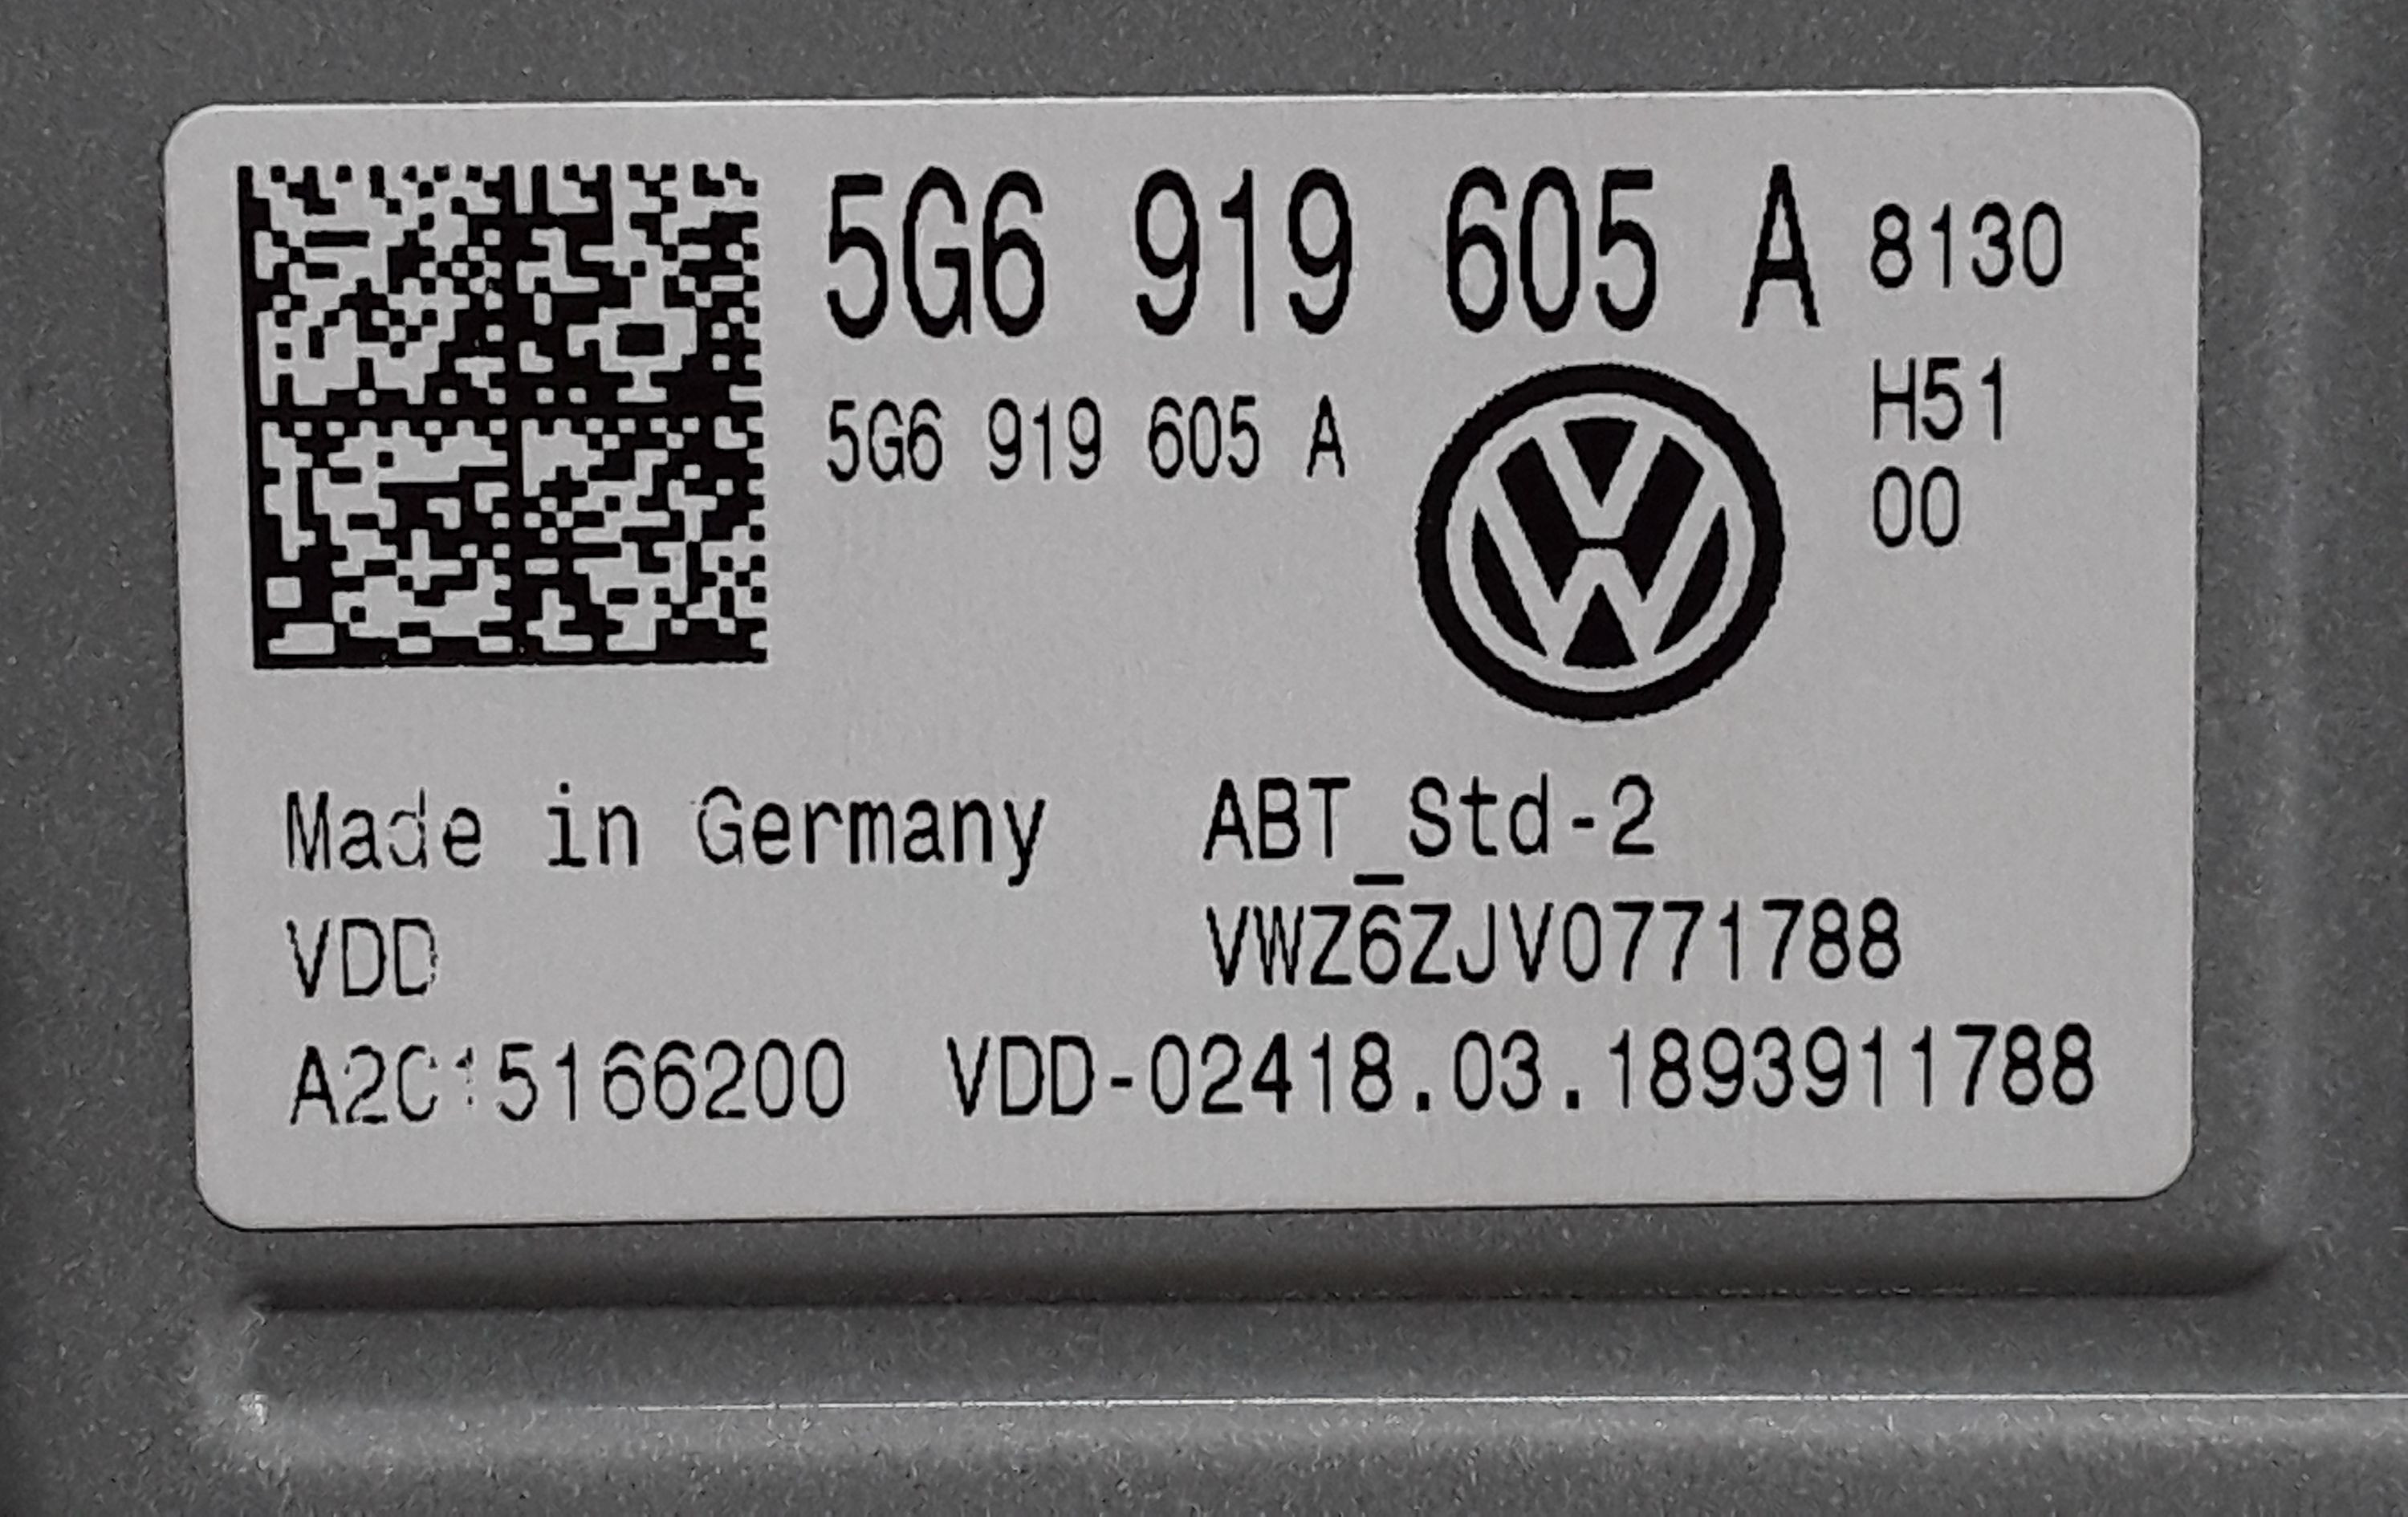 5G6 919 605 A 8130
5G6 919 605 A
H51
00
Made in Germany ABT_Std-2
VDD VWZ6ZJV0771788
A2C15166200 VDD-02418.03.1893911788